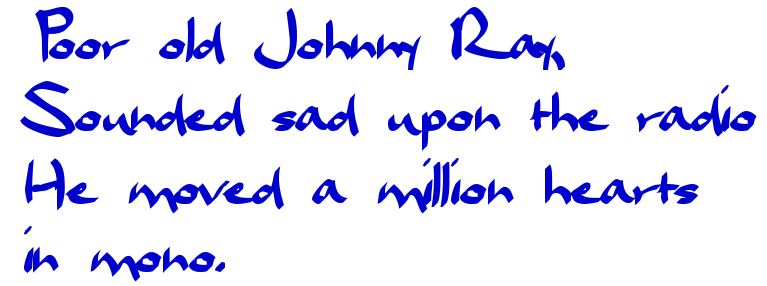 Poor old Johnny Ray,
Sounded sad upon the radio
He moved a million hearts
in mono.